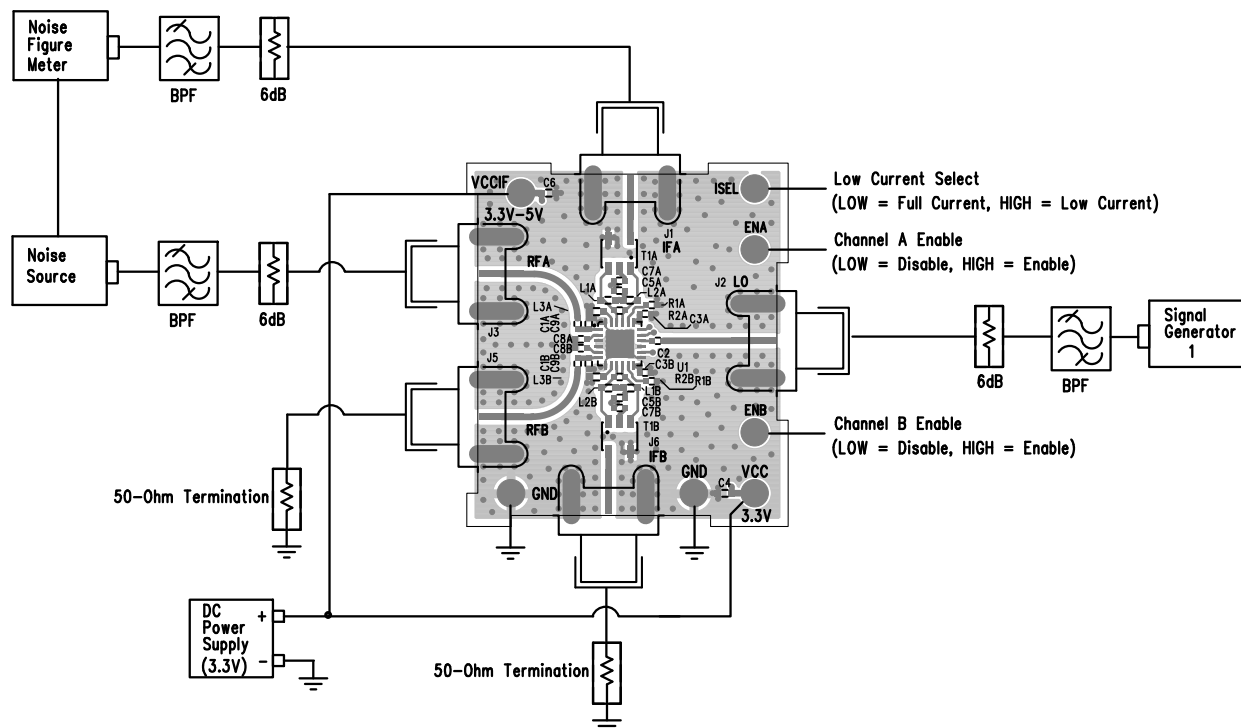 Noise
Figure
Meter
BPF
6dB
Noise
Source
BPF
6dB
VCCIF
C6
3.3V-5V
J1
IFA
ISEL
Low Current Select
(LOW = Full Current, HIGH = Low Current)
ENA
Channel A Enable
(LOW = Disable, HIGH = Enable)
RFA
T1A
C7A
C5A
L1A
L2A
L3A
R1A
R2A
C3A
C1A
C9A
C8A
C8B
C1B
C9B
J2
LO
J3
J5
C2
C3B
U1
R2B
R1B
L3B
L2B
L1B
C5B
C7B
T1B
RFB
J6
IFB
6dB
BPF
Signal
Generator
1
ENB
Channel B Enable
(LOW = Disable, HIGH = Enable)
50-Ohm Termination
GND
GND
C4
VCC
3.3V
DC
Power
Supply
(3.3V)
+
-
50-Ohm Termination